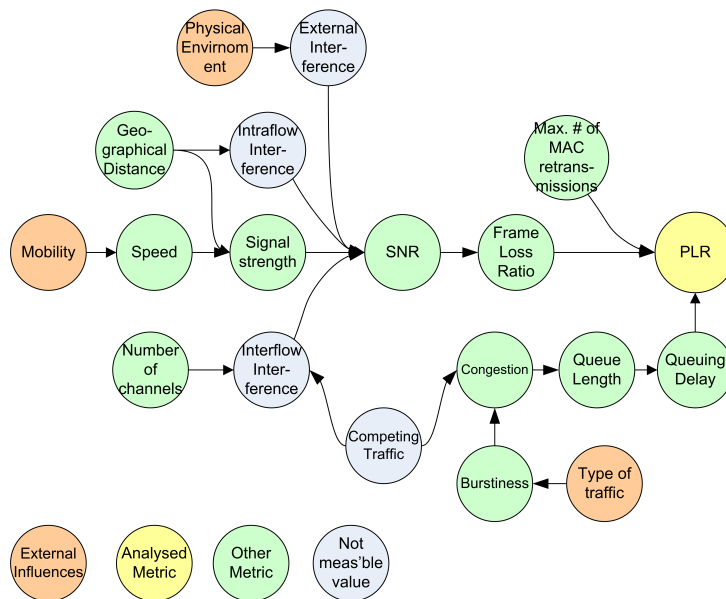 Physical
Envirnom
ent
External
Inter-
ference
Geo-
graphical
Distance
Intraflow
Inter-
ference
Max. # of
MAC
retrans-
missions
Mobility
Speed
Signal
strength
SNR
Frame
Loss
Ratio
PLR
Number
of
channels
Interflow
Inter-
ference
Congestion
Queue
Length
Queuing
Delay
Competing
Traffic
Burstiness
Type of
traffic
External
Influences
Analysed
Metric
Other
Metric
Not
meas'ble
value